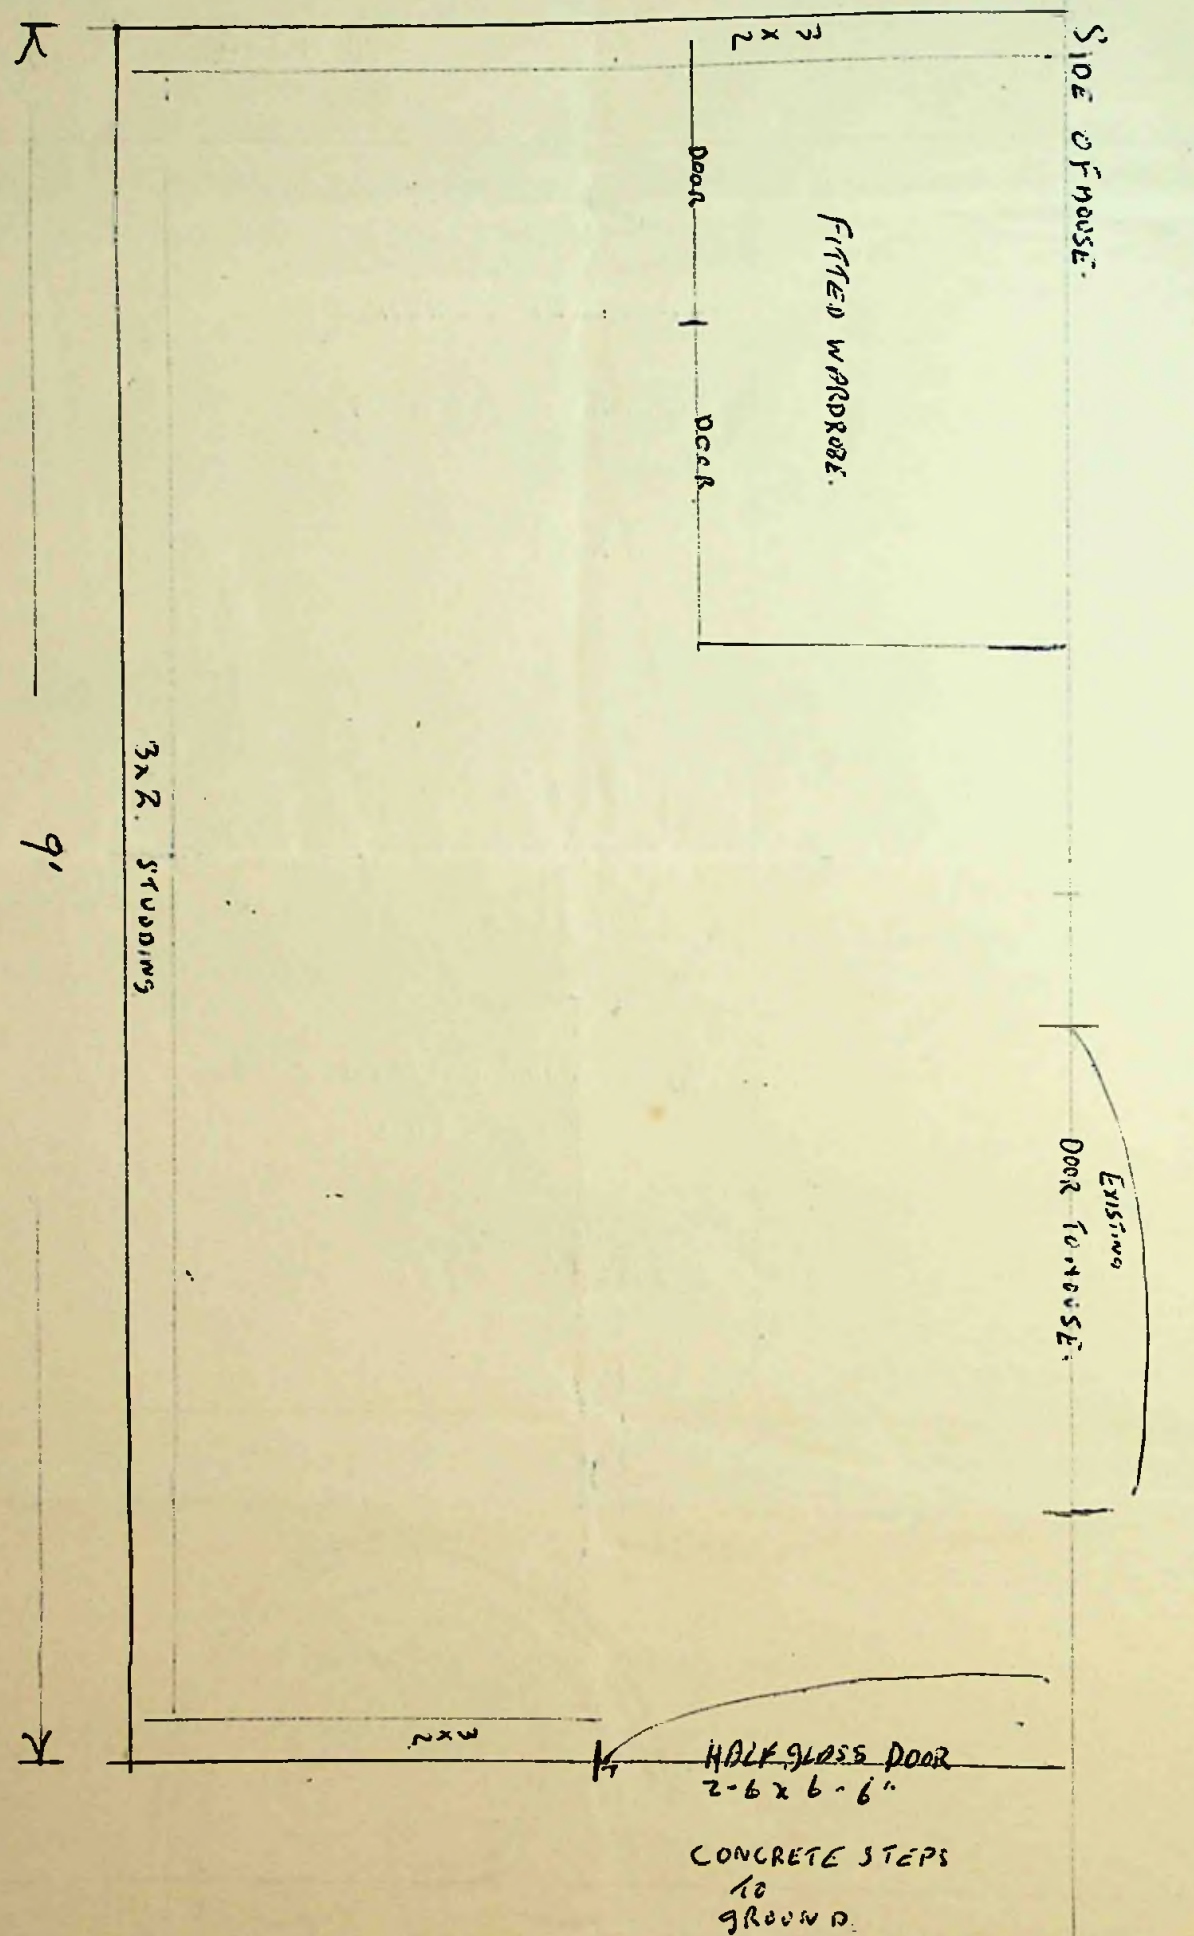 SIDE OF HOUSE.
3 x 2
DOOR
DOOR
FITTED WARDROBE.
3 x 2. STUDDING
9'
EXISTING
DOOR TO HOUSE.
3 x 2
HALF GLASS DOOR
2-6 x 6-6"
CONCRETE STEPS
TO
GROUND.